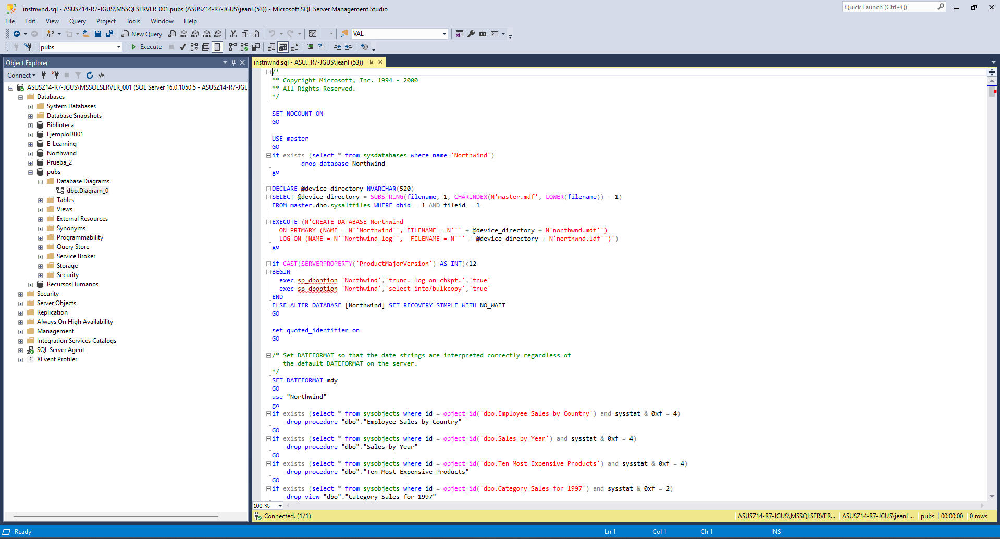 instnwnd.sql - ASUSZ14-R7-JGUS\MSSQLSERVER_001.pubs (ASUSZ14-R7-JGUS\jeanl (53)) - Microsoft SQL Server Management Studio
Quick Launch (Ctrl+Q)
File Edit View Query Project Tools Window Help
New Query MDX DMX XMLA DAX VAL
pubs Execute
Object Explorer
Connect
ASUSZ14-R7-JGUS\MSSQLSERVER_001 (SQL Server 16.0.1050.5 - ASUSZ14-R7-JGU
Databases
System Databases
Database Snapshots
Biblioteca
EjemploDB01
E-Learning
Northwind
Prueba_2
pubs
Database Diagrams
dbo.Diagram_0
Tables
Views
External Resources
Synonyms
Programmability
Query Store
Service Broker
Storage
Security
RecursosHumanos
Security
Server Objects
Replication
Always On High Availability
Management
Integration Services Catalogs
SQL Server Agent
XEvent Profiler
instnwnd.sql - ASU...R7-JGUS\jeanl (53))
/*
** Copyright Microsoft, Inc. 1994 - 2000
** All Rights Reserved.
*/
SET NOCOUNT ON
GO
USE master
GO
if exists (select * from sysdatabases where name='Northwind')
drop database Northwind
go
DECLARE @device_directory NVARCHAR(520)
SELECT @device_directory = SUBSTRING(filename, 1, CHARINDEX(N'master.mdf', LOWER(filename)) - 1)
FROM master.dbo.sysaltfiles WHERE dbid = 1 AND fileid = 1
EXECUTE (N'CREATE DATABASE Northwind
ON PRIMARY (NAME = N''Northwind'', FILENAME = N''' + @device_directory + N'northwnd.mdf'')
LOG ON (NAME = N''Northwind_log'', FILENAME = N''' + @device_directory + N'northwnd.ldf'')')
go
if CAST(SERVERPROPERTY('ProductMajorVersion') AS INT)<12
BEGIN
exec sp_dboption 'Northwind','trunc. log on chkpt.','true'
exec sp_dboption 'Northwind','select into/bulkcopy','true'
END
ELSE ALTER DATABASE [Northwind] SET RECOVERY SIMPLE WITH NO_WAIT
GO
set quoted_identifier on
GO
/* Set DATEFORMAT so that the date strings are interpreted correctly regardless of
the default DATEFORMAT on the server.
*/
SET DATEFORMAT mdy
GO
use "Northwind"
go
if exists (select * from sysobjects where id = object_id('dbo.Employee Sales by Country') and sysstat & 0xf = 4)
drop procedure "dbo"."Employee Sales by Country"
GO
if exists (select * from sysobjects where id = object_id('dbo.Sales by Year') and sysstat & 0xf = 4)
drop procedure "dbo"."Sales by Year"
GO
if exists (select * from sysobjects where id = object_id('dbo.Ten Most Expensive Products') and sysstat & 0xf = 4)
drop procedure "dbo"."Ten Most Expensive Products"
GO
if exists (select * from sysobjects where id = object_id('dbo.Category Sales for 1997') and sysstat & 0xf = 2)
drop view "dbo"."Category Sales for 1997"
100 %
Connected. (1/1) ASUSZ14-R7-JGUS\MSSQLSERVER... ASUSZ14-R7-JGUS\jeanl ... pubs 00:00:00 0 rows
Ready Ln 1 Col 1 Ch 1 INS